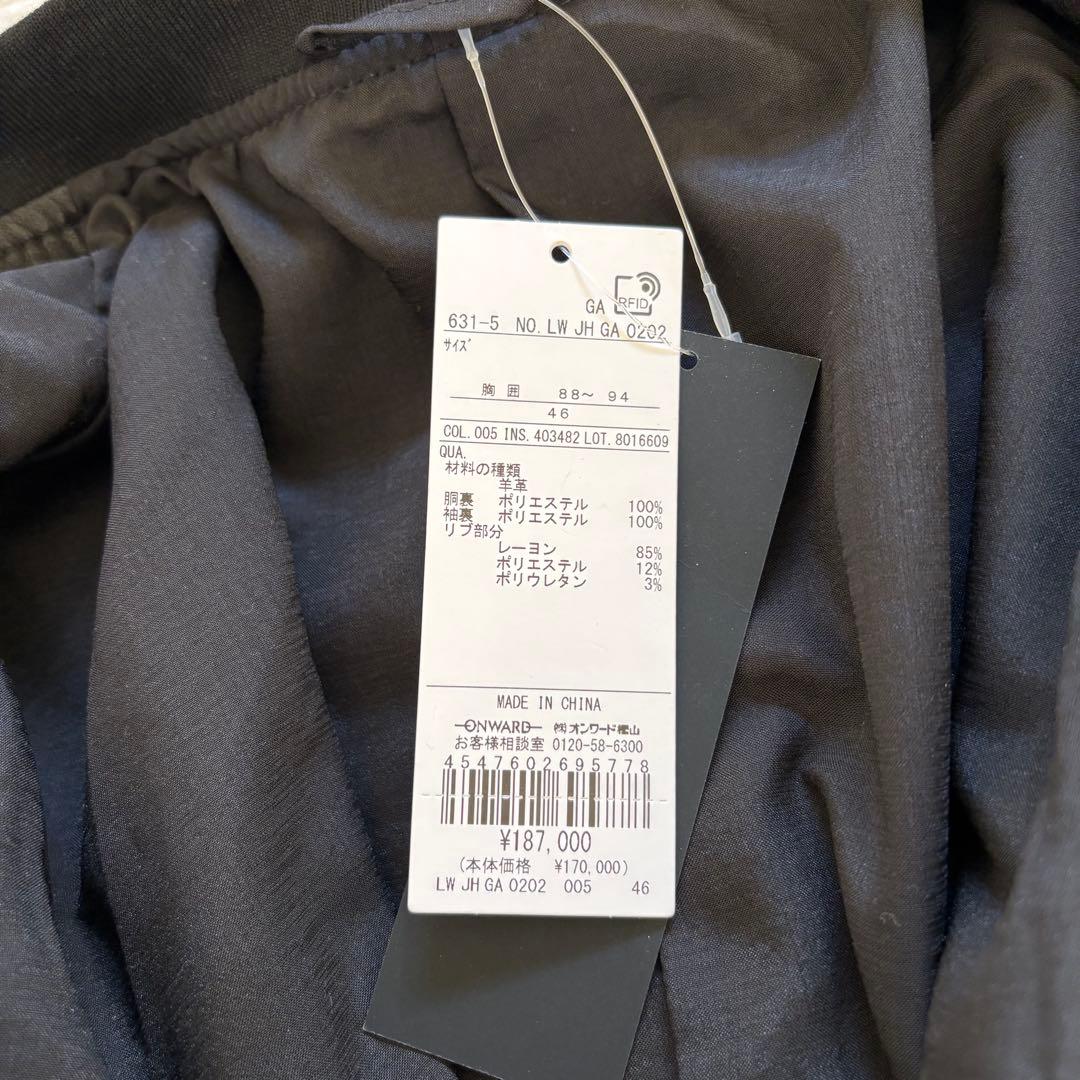 GA RFID
631-5 NO. LW JH GA 0202
サイズ
胸囲 88〜 94
46
COL. 005 INS. 403482 LOT. 8016609
QUA.
材料の種類
羊革
胴裏 ポリエステル 100%
袖裏 ポリエステル 100%
リブ部分
レーヨン 85%
ポリエステル 12%
ポリウレタン 3%
MADE IN CHINA
ONWARD ㈱オンワード樫山
お客様相談室 0120-58-6300
4547602695778
¥187,000
(本体価格 ¥170,000)
LW JH GA 0202 005 46